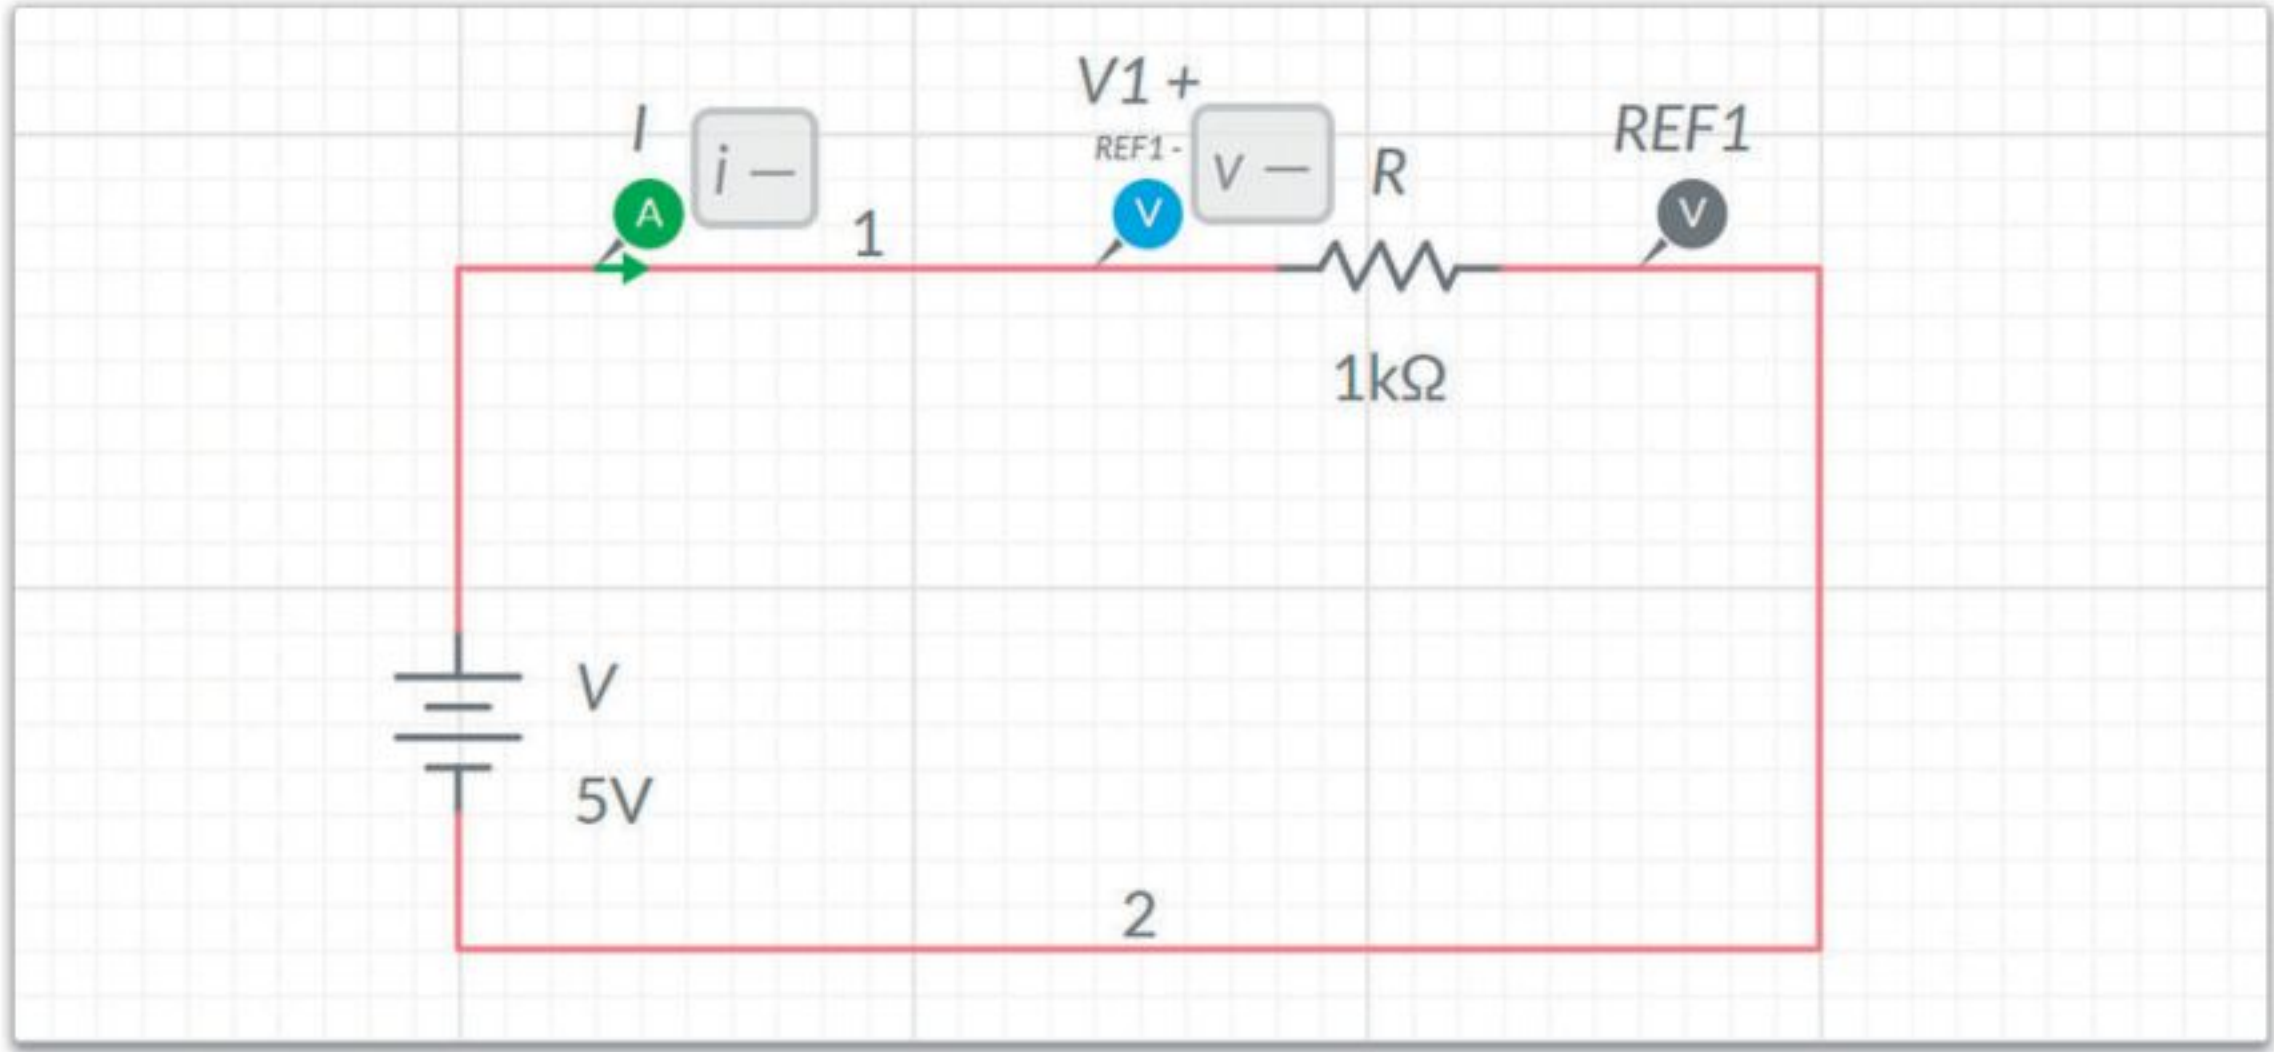 I
i —
A
1
V1 +
REF1 -
V
v —
R
1kΩ
REF1
V
V
5V
2